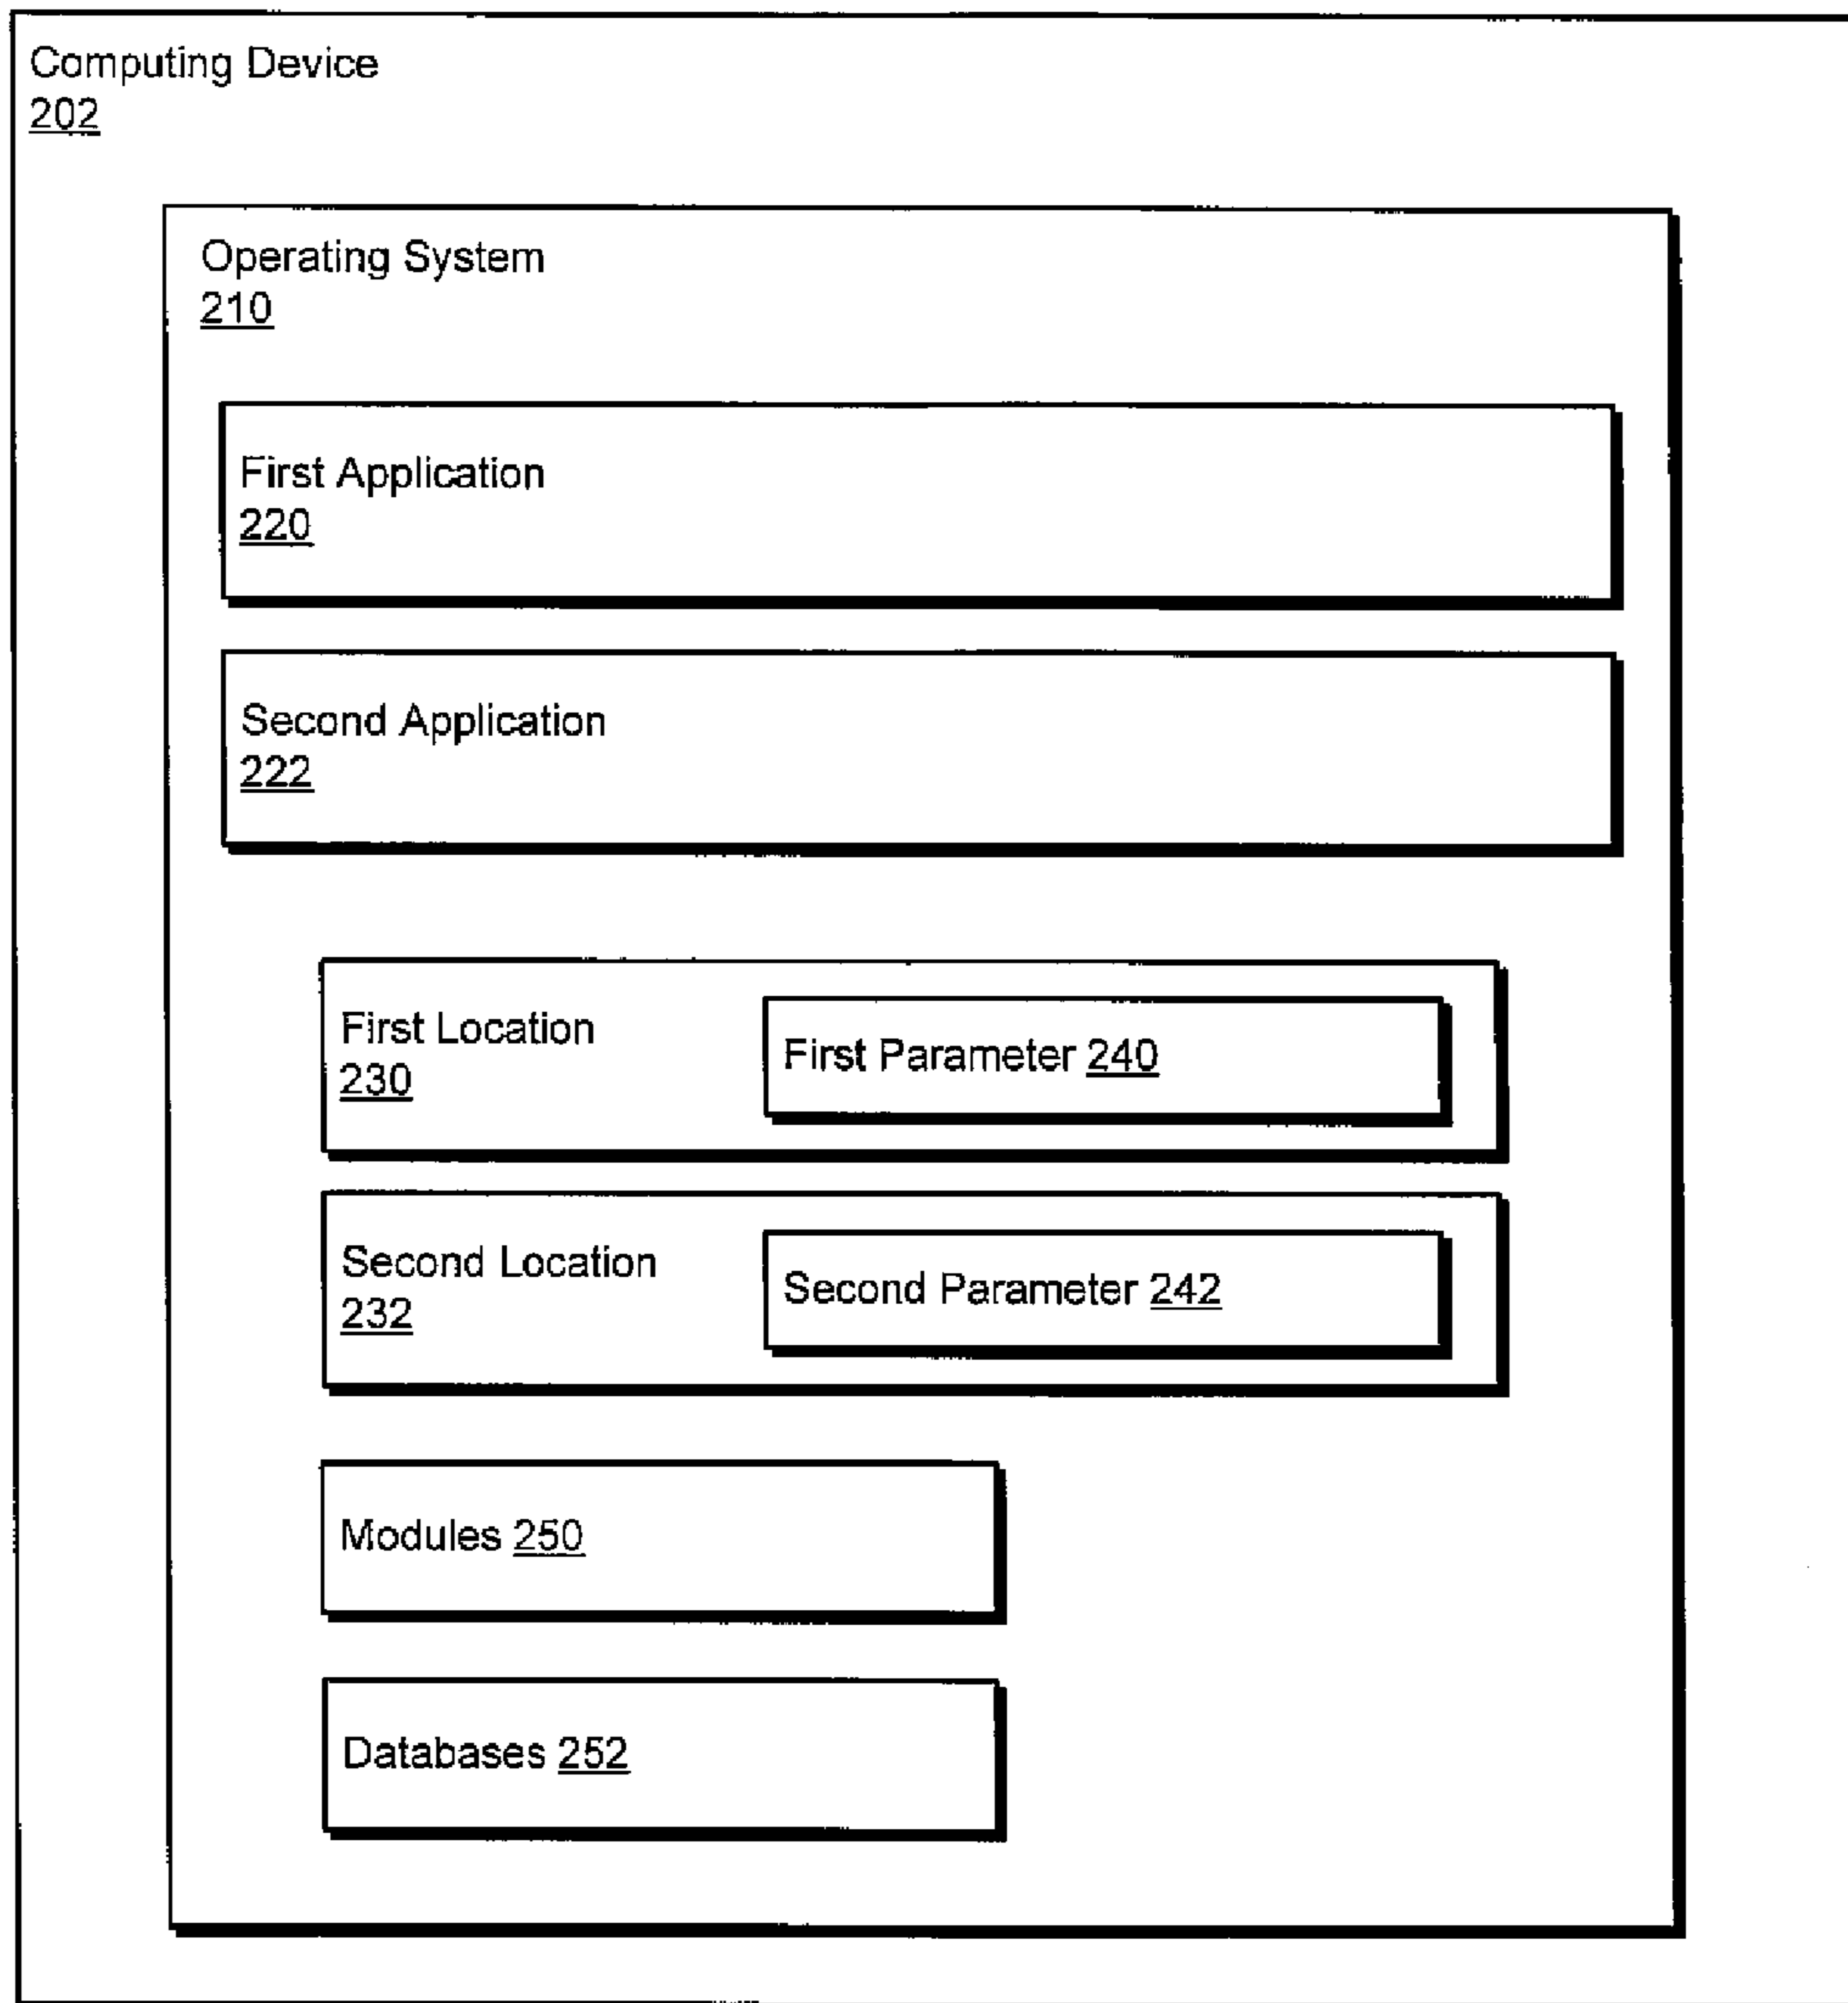 Computing Device
202
Operating System
210
First Application
220
Second Application
222
First Location
230
First Parameter 240
Second Location
232
Second Parameter 242
Modules 250
Databases 252